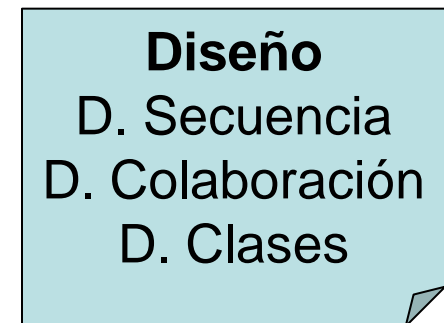 Diseño
D. Secuencia
D. Colaboración
D. Clases